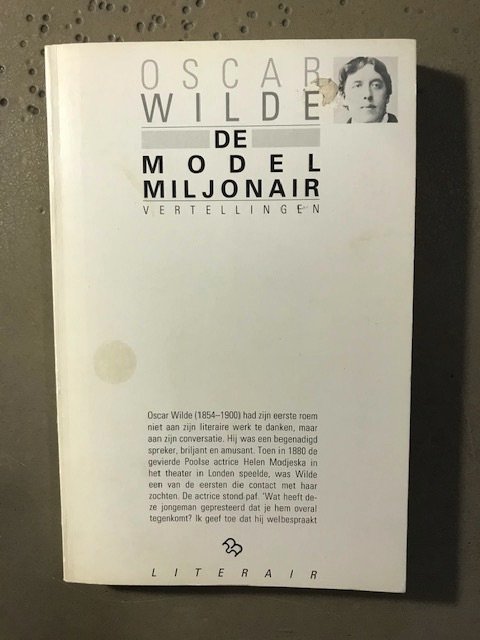 OSCAR
WILDE
DE
MODEL
MILJONAIR
VERTELLINGEN
Oscar Wilde (1854–1900) had zijn eerste roem
niet aan zijn literaire werk te danken, maar
aan zijn conversatie. Hij was een begenadigd
spreker, briljant en amusant. Toen in 1880 de
gevierde Poolse actrice Helen Modjeska in
het theater in Londen speelde, was Wilde
een van de eersten die contact met haar
zochten. De actrice stond paf. 'Wat heeft de-
ze jongeman gepresteerd dat je hem overal
tegenkomt? Ik geef toe dat hij welbespraakt
LITERAIR